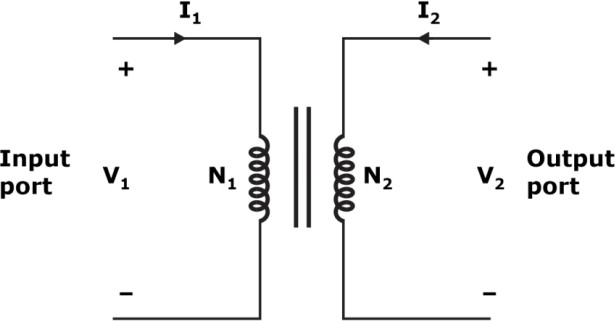 I₁
I₂
+
+
Input
port
V₁
N₁
N₂
V₂
Output
port
–
–